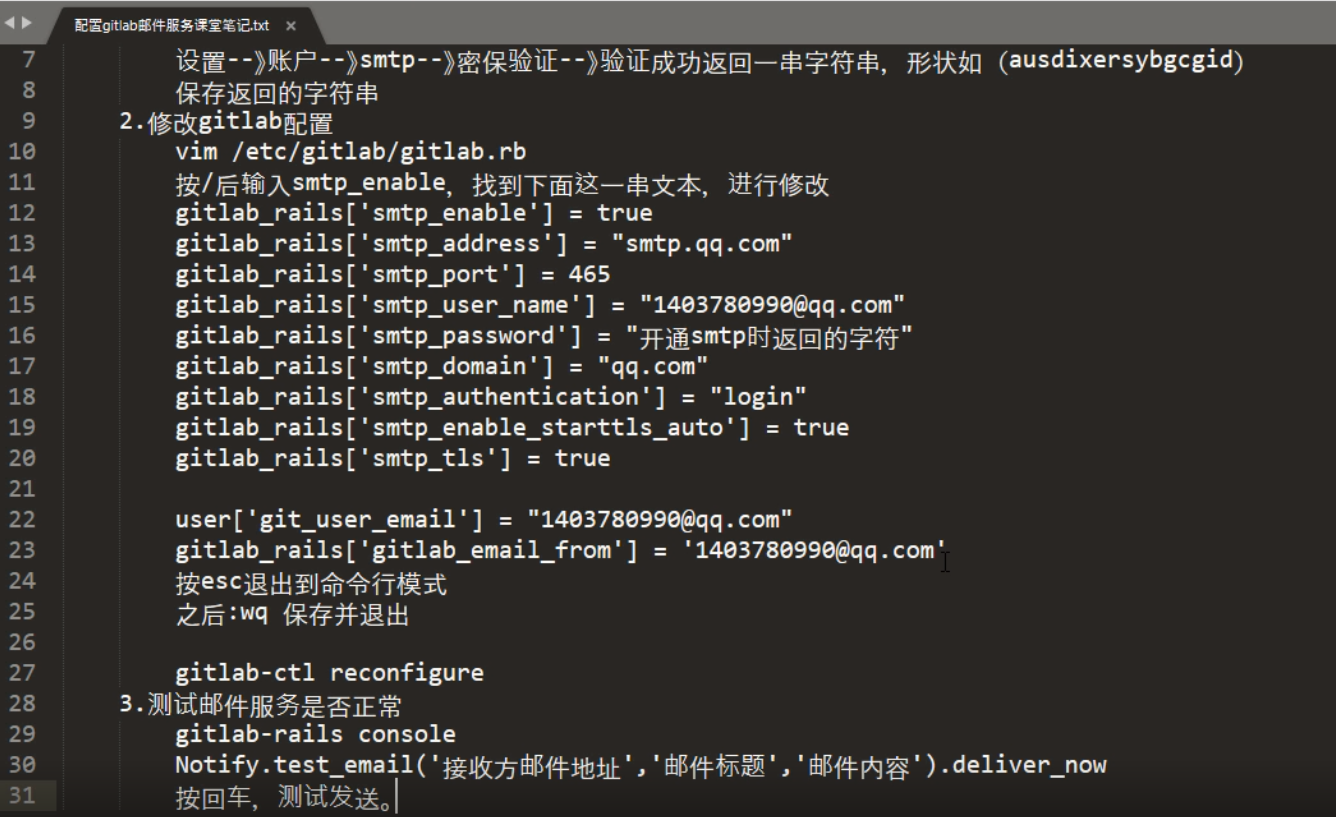 配置gitlab邮件服务课堂笔记.txt ×
7 设置--》账户--》smtp--》密保验证--》验证成功返回一串字符串，形状如（ausdixersybgcgid）
8 保存返回的字符串
9 2.修改gitlab配置
10 vim /etc/gitlab/gitlab.rb
11 按/后输入smtp_enable，找到下面这一串文本，进行修改
12 gitlab_rails['smtp_enable'] = true
13 gitlab_rails['smtp_address'] = "smtp.qq.com"
14 gitlab_rails['smtp_port'] = 465
15 gitlab_rails['smtp_user_name'] = "1403780990@qq.com"
16 gitlab_rails['smtp_password'] = "开通smtp时返回的字符"
17 gitlab_rails['smtp_domain'] = "qq.com"
18 gitlab_rails['smtp_authentication'] = "login"
19 gitlab_rails['smtp_enable_starttls_auto'] = true
20 gitlab_rails['smtp_tls'] = true
21
22 user['git_user_email'] = "1403780990@qq.com"
23 gitlab_rails['gitlab_email_from'] = '1403780990@qq.com'
24 按esc退出到命令行模式
25 之后:wq 保存并退出
26
27 gitlab-ctl reconfigure
28 3.测试邮件服务是否正常
29 gitlab-rails console
30 Notify.test_email('接收方邮件地址','邮件标题','邮件内容').deliver_now
31 按回车，测试发送。